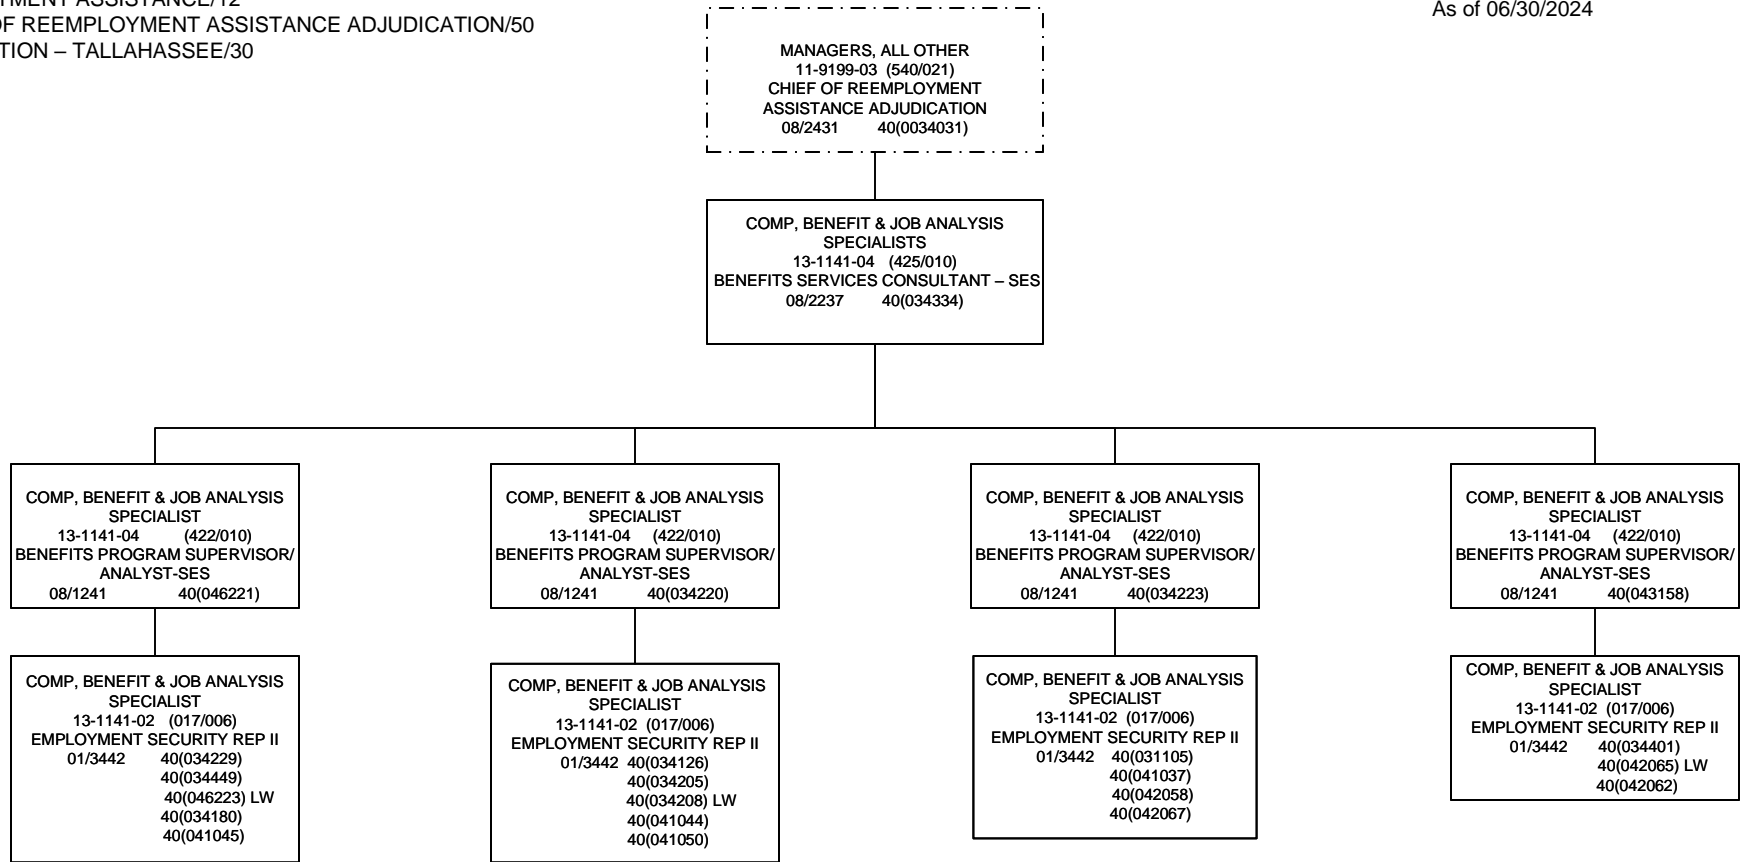 OF REEMPLOYMENT ASSISTANCE ADJUDICATION/50
TION – TALLAHASSEE/30
As of 06/30/2024
MANAGERS, ALL OTHER
11-9199-03 (540/021)
CHIEF OF REEMPLOYMENT
ASSISTANCE ADJUDICATION
08/2431 40(0034031)
COMP, BENEFIT & JOB ANALYSIS
SPECIALISTS
13-1141-04 (425/010)
BENEFITS SERVICES CONSULTANT – SES
08/2237 40(034334)
COMP, BENEFIT & JOB ANALYSIS
SPECIALIST
13-1141-04 (422/010)
BENEFITS PROGRAM SUPERVISOR/
ANALYST-SES
08/1241 40(046221)
COMP, BENEFIT & JOB ANALYSIS
SPECIALIST
13-1141-04 (422/010)
BENEFITS PROGRAM SUPERVISOR/
ANALYST-SES
08/1241 40(034220)
COMP, BENEFIT & JOB ANALYSIS
SPECIALIST
13-1141-04 (422/010)
BENEFITS PROGRAM SUPERVISOR/
ANALYST-SES
08/1241 40(034223)
COMP, BENEFIT & JOB ANALYSIS
SPECIALIST
13-1141-04 (422/010)
BENEFITS PROGRAM SUPERVISOR/
ANALYST-SES
08/1241 40(043158)
COMP, BENEFIT & JOB ANALYSIS
SPECIALIST
13-1141-02 (017/006)
EMPLOYMENT SECURITY REP II
01/3442 40(034229)
40(034449)
40(046223) LW
40(034180)
40(041045)
COMP, BENEFIT & JOB ANALYSIS
SPECIALIST
13-1141-02 (017/006)
EMPLOYMENT SECURITY REP II
01/3442 40(034126)
40(034205)
40(034208) LW
40(041044)
40(041050)
COMP, BENEFIT & JOB ANALYSIS
SPECIALIST
13-1141-02 (017/006)
EMPLOYMENT SECURITY REP II
01/3442 40(031105)
40(041037)
40(042058)
40(042067)
COMP, BENEFIT & JOB ANALYSIS
SPECIALIST
13-1141-02 (017/006)
EMPLOYMENT SECURITY REP II
01/3442 40(034401)
40(042065) LW
40(042062)